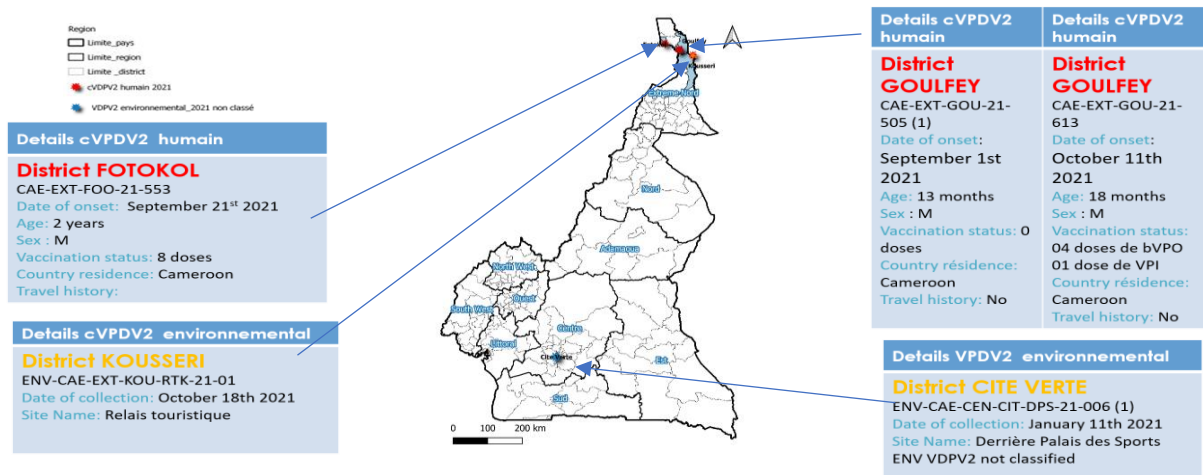 Region
Limite_pays
Limite_region
Limite _district
cVDPV2 humain 2021
VDPV2 environnemental_2021 non classé
Details cVPDV2 humain
District FOTOKOL
CAE-EXT-FOO-21-553
Date of onset: September 21st 2021
Age: 2 years
Sex : M
Vaccination status: 8 doses
Country residence: Cameroon
Travel history:
Details cVPDV2 environnemental
District KOUSSERI
ENV-CAE-EXT-KOU-RTK-21-01
Date of collection: October 18th 2021
Site Name: Relais touristique
Goulfey
Kousseri
Extreme-Nord
Nord
Adamaoua
North West
South West
Ouest
Littoral
Centre
Cite Verte
Est
Sud
0 100 200 km
Details cVPDV2
humain
District
GOULFEY
CAE-EXT-GOU-21-
505 (1)
Date of onset:
September 1st
2021
Age: 13 months
Sex : M
Vaccination status: 0
doses
Country résidence:
Cameroon
Travel history: No
Details cVPDV2
humain
District
GOULFEY
CAE-EXT-GOU-21-
613
Date of onset:
October 11th
2021
Age: 18 months
Sex : M
Vaccination status:
04 doses de bVPO
01 dose de VPI
Country résidence:
Cameroon
Travel history: No
Details VPDV2 environnemental
District CITE VERTE
ENV-CAE-CEN-CIT-DPS-21-006 (1)
Date of collection: January 11th 2021
Site Name: Derrière Palais des Sports
ENV VDPV2 not classified